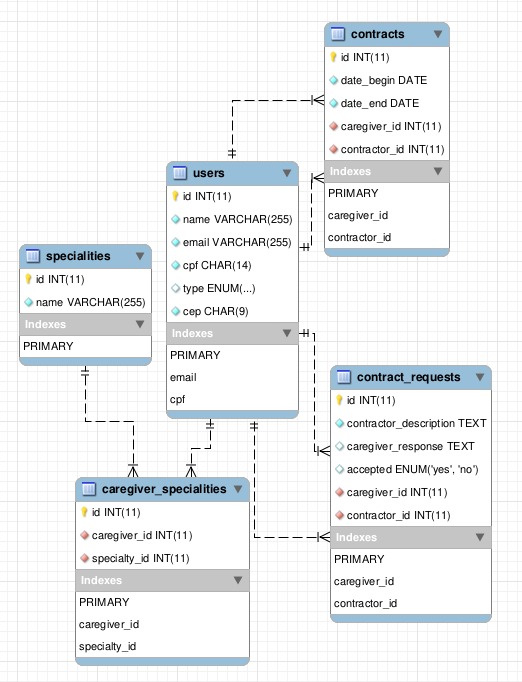 contracts
id INT(11)
date_begin DATE
date_end DATE
caregiver_id INT(11)
contractor_id INT(11)
Indexes
PRIMARY
caregiver_id
contractor_id
users
id INT(11)
name VARCHAR(255)
email VARCHAR(255)
cpf CHAR(14)
type ENUM(...)
cep CHAR(9)
Indexes
PRIMARY
email
cpf
specialities
id INT(11)
name VARCHAR(255)
Indexes
PRIMARY
contract_requests
id INT(11)
contractor_description TEXT
caregiver_response TEXT
accepted ENUM('yes', 'no')
caregiver_id INT(11)
contractor_id INT(11)
Indexes
PRIMARY
caregiver_id
contractor_id
caregiver_specialities
id INT(11)
caregiver_id INT(11)
specialty_id INT(11)
Indexes
PRIMARY
caregiver_id
specialty_id